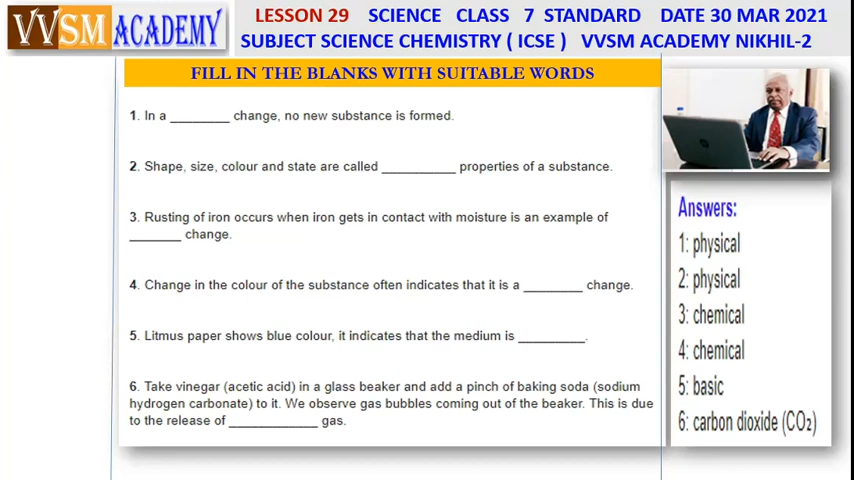 VVSM ACADEMY
LESSON 29 SCIENCE CLASS 7 STANDARD DATE 30 MAR 2021
SUBJECT SCIENCE CHEMISTRY ( ICSE ) VVSM ACADEMY NIKHIL-2
FILL IN THE BLANKS WITH SUITABLE WORDS
1. In a ________ change, no new substance is formed.
2. Shape, size, colour and state are called __________ properties of a substance.
3. Rusting of iron occurs when iron gets in contact with moisture is an example of
_______ change.
4. Change in the colour of the substance often indicates that it is a ________ change.
5. Litmus paper shows blue colour, it indicates that the medium is _________.
6. Take vinegar (acetic acid) in a glass beaker and add a pinch of baking soda (sodium
hydrogen carbonate) to it. We observe gas bubbles coming out of the beaker. This is due
to the release of ____________ gas.
Answers:
1: physical
2: physical
3: chemical
4: chemical
5: basic
6: carbon dioxide (CO₂)